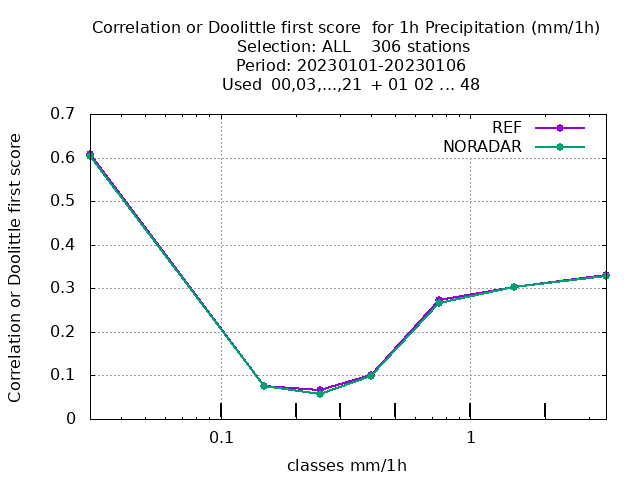 Correlation or Doolittle first score  for 1h Precipitation (mm/1h)
Selection: ALL    306 stations
Period: 20230101-20230106
Used  00,03,...,21  + 01 02 ... 48
REF
NORADAR
Correlation or Doolittle first score
0.7
0.6
0.5
0.4
0.3
0.2
0.1
0
0.1 1
classes mm/1h